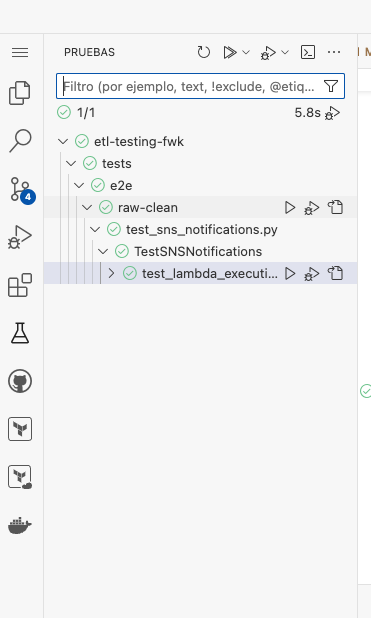 PRUEBAS
Filtro (por ejemplo, text, !exclude, @etiq...
1/1 5.8s
etl-testing-fwk
tests
4
e2e
raw-clean
test_sns_notifications.py
TestSNSNotifications
test_lambda_executi...